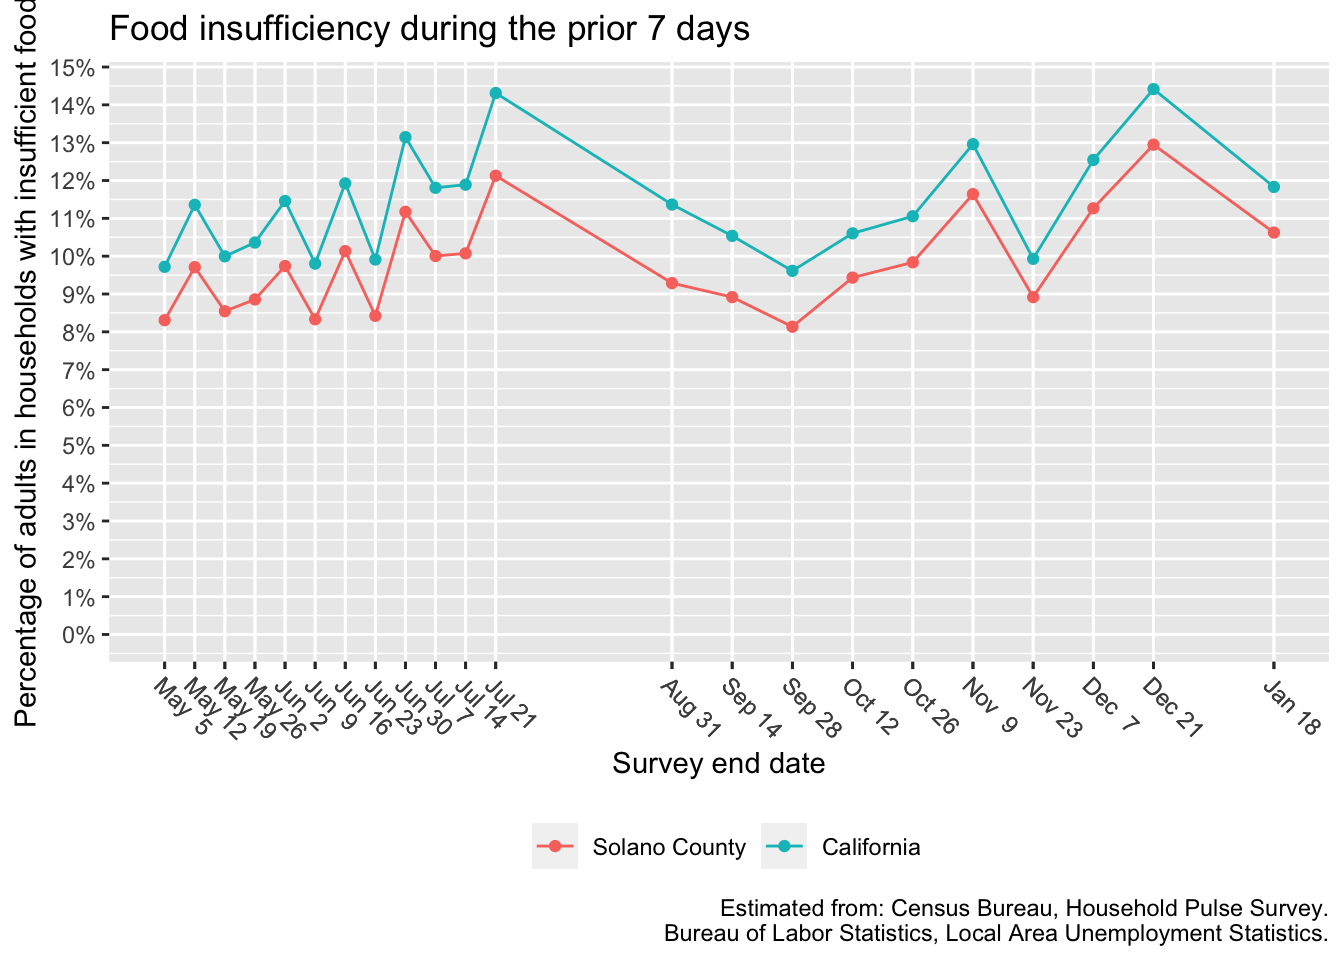 Food insufficiency during the prior 7 days
Percentage of adults in households with insufficient food
15%
14%
13%
12%
11%
10%
9%
8%
7%
6%
5%
4%
3%
2%
1%
0%
May 5
May 12
May 19
May 26
Jun 2
Jun 9
Jun 16
Jun 23
Jun 30
Jul 7
Jul 14
Jul 21
Aug 31
Sep 14
Sep 28
Oct 12
Oct 26
Nov 9
Nov 23
Dec 7
Dec 21
Jan 18
Survey end date
Solano County
California
Estimated from: Census Bureau, Household Pulse Survey.
Bureau of Labor Statistics, Local Area Unemployment Statistics.